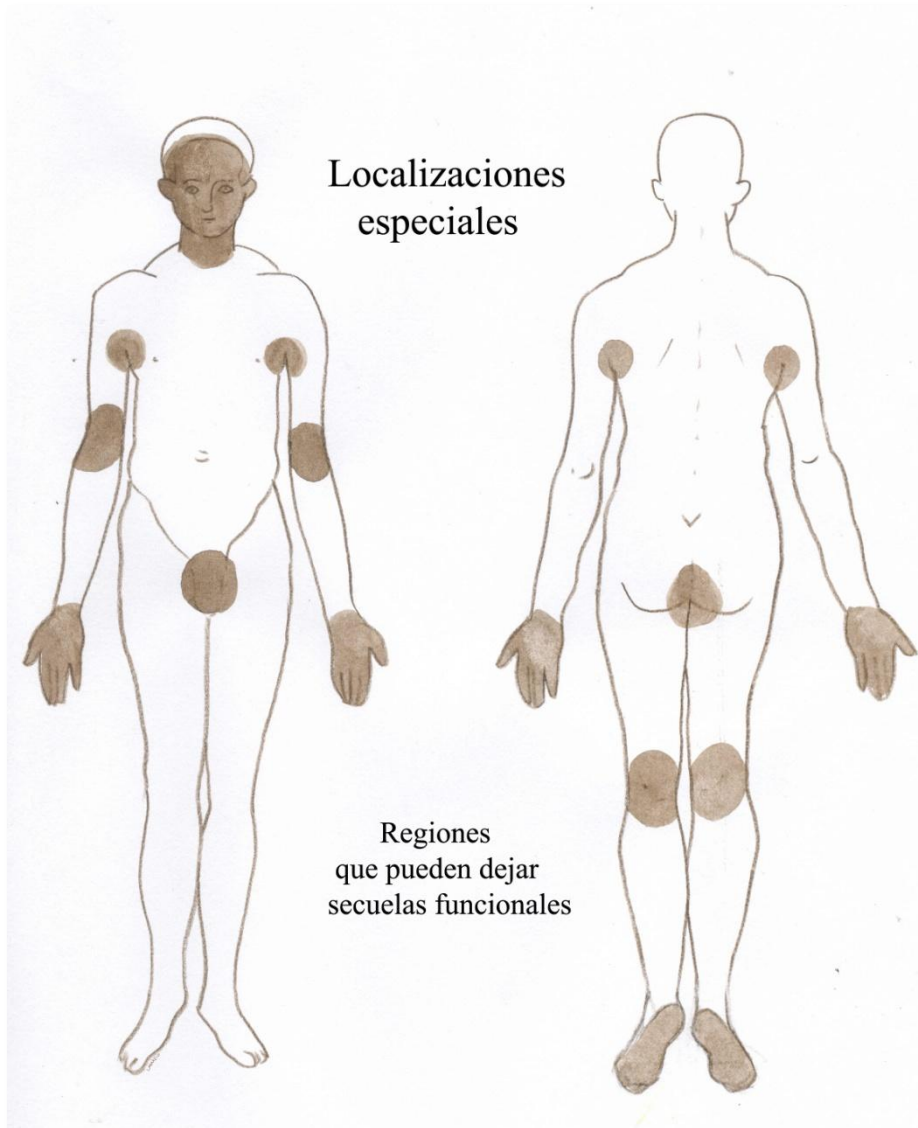 Localizaciones
especiales
Regiones
que pueden dejar
secuelas funcionales